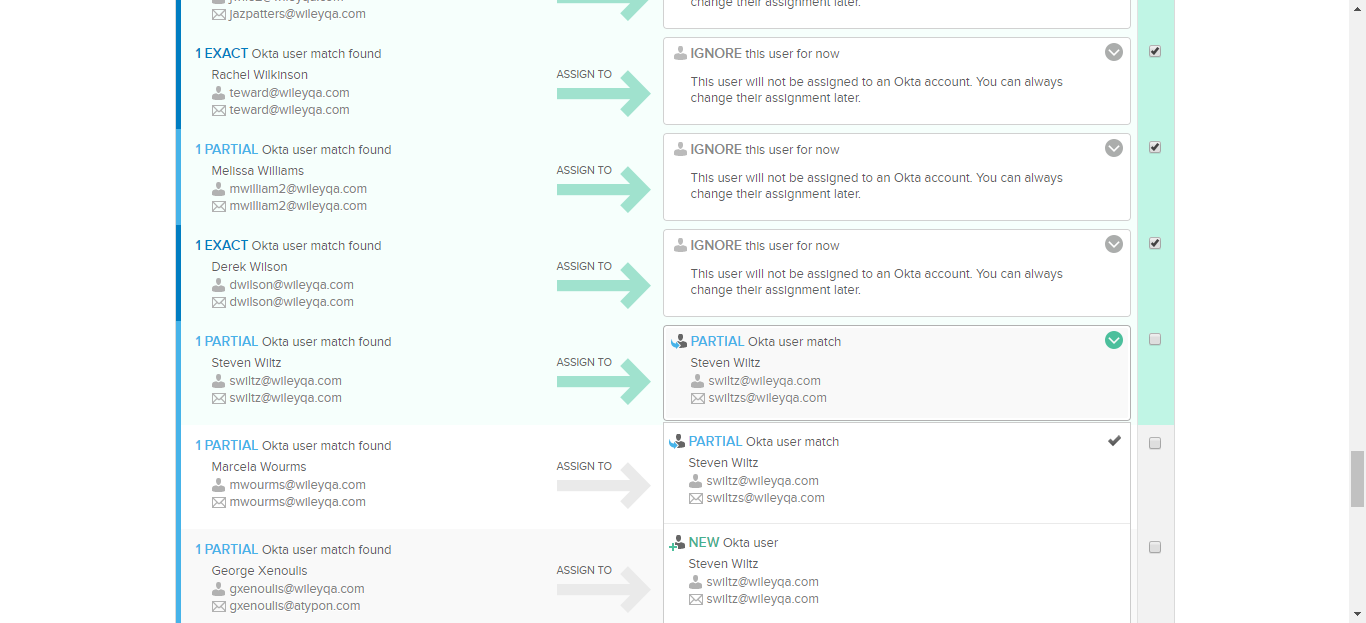 jazpatters@wileyqa.com
change their assignment later.
1 EXACT Okta user match found
Rachel Wilkinson
teward@wileyqa.com
teward@wileyqa.com
ASSIGN TO
IGNORE this user for now
This user will not be assigned to an Okta account. You can always
change their assignment later.
1 PARTIAL Okta user match found
Melissa Williams
mwilliam2@wileyqa.com
mwilliam2@wileyqa.com
ASSIGN TO
IGNORE this user for now
This user will not be assigned to an Okta account. You can always
change their assignment later.
1 EXACT Okta user match found
Derek Wilson
dwilson@wileyqa.com
dwilson@wileyqa.com
ASSIGN TO
IGNORE this user for now
This user will not be assigned to an Okta account. You can always
change their assignment later.
1 PARTIAL Okta user match found
Steven Wiltz
swiltz@wileyqa.com
swiltz@wileyqa.com
ASSIGN TO
PARTIAL Okta user match
Steven Wiltz
swiltz@wileyqa.com
swiltzs@wileyqa.com
1 PARTIAL Okta user match found
Marcela Wourms
mwourms@wileyqa.com
mwourms@wileyqa.com
ASSIGN TO
PARTIAL Okta user match
Steven Wiltz
swiltz@wileyqa.com
swiltzs@wileyqa.com
1 PARTIAL Okta user match found
George Xenoulis
gxenoulis@wileyqa.com
gxenoulis@atypon.com
ASSIGN TO
NEW Okta user
Steven Wiltz
swiltz@wileyqa.com
swiltz@wileyqa.com